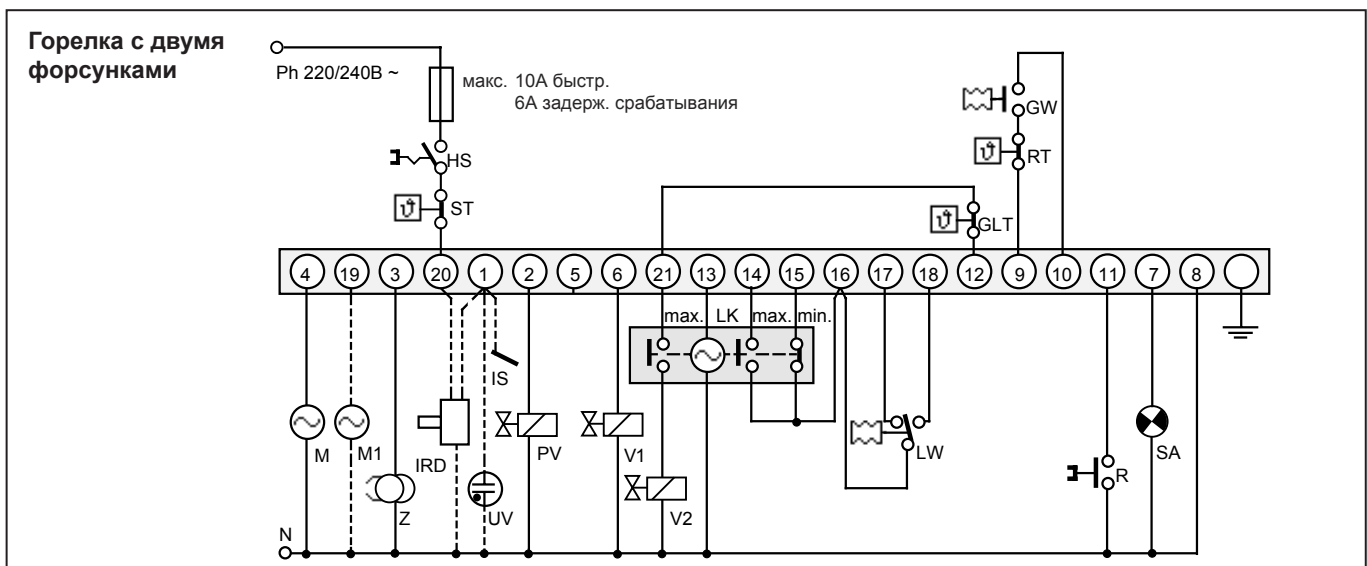 Горелка с двумя
форсунками
Ph 220/240В ~
макс. 10А быстр.
6А задерж. срабатывания
HS
ST
GW
RT
GLT
4 19 3 20 1 2 5 6 21 13 14 15 16 17 18 12 9 10 11 7 8
max. LK max. min.
IS
M M1 IRD Z UV PV V1 V2 LW R SA
N